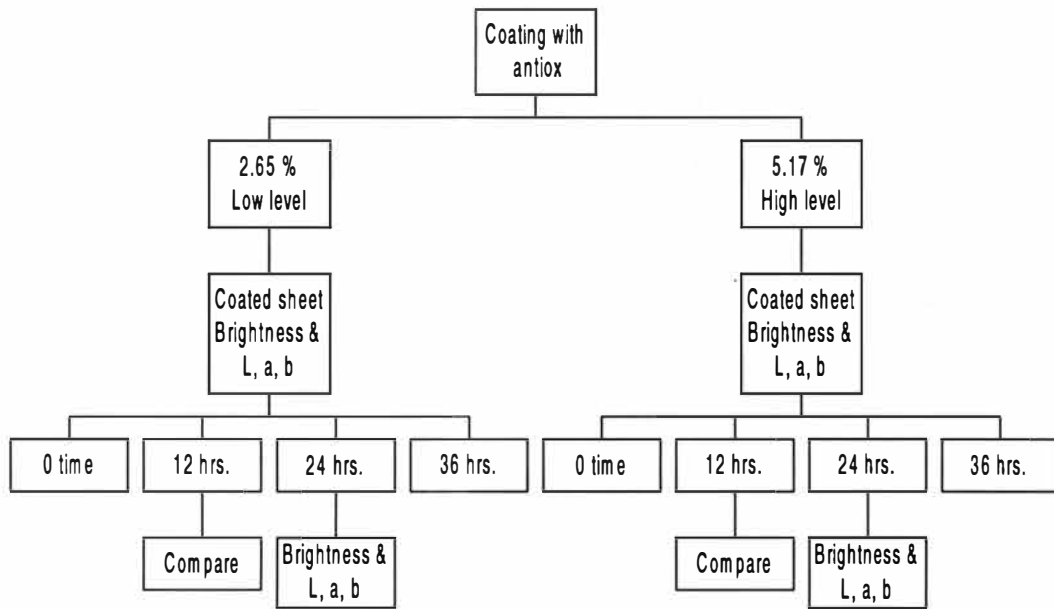 Coating with
antiox
2.65 %
Low level
5.17 %
High level
Coated sheet
Brightness &
L, a, b
Coated sheet
Brightness &
L, a, b
0 time
12 hrs.
24 hrs.
36 hrs.
0 time
12 hrs.
24 hrs.
36 hrs.
Compare
Brightness &
L, a, b
Compare
Brightness &
L, a, b